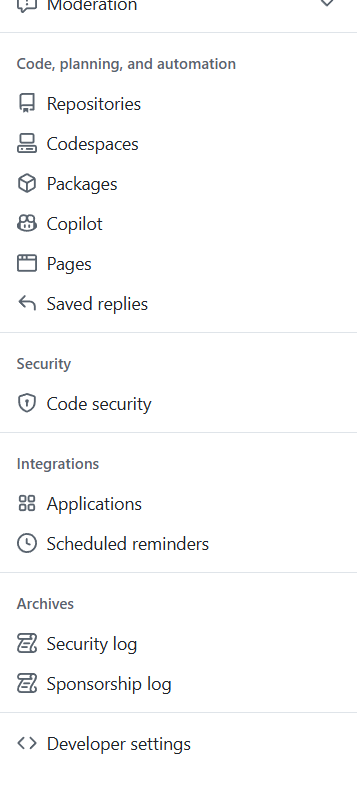 Moderation
Code, planning, and automation
Repositories
Codespaces
Packages
Copilot
Pages
Saved replies
Security
Code security
Integrations
Applications
Scheduled reminders
Archives
Security log
Sponsorship log
Developer settings